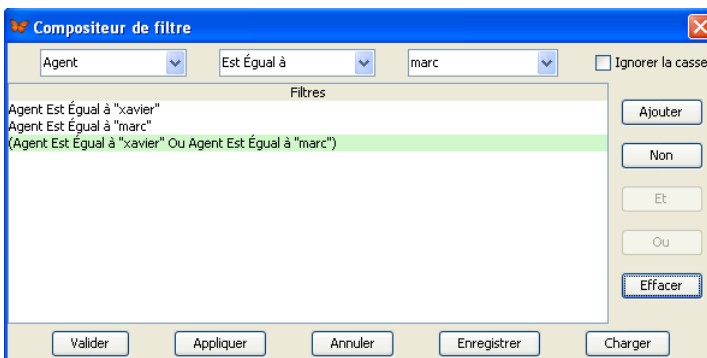 Compositeur de filtre
Agent Est Égual à marc Ignorer la casse
Filtres
Agent Est Égual à "xavier"
Agent Est Égual à "marc"
(Agent Est Égual à "xavier" Ou Agent Est Égual à "marc")
Ajouter
Non
Et
Ou
Effacer
Valider Appliquer Annuler Enregistrer Charger